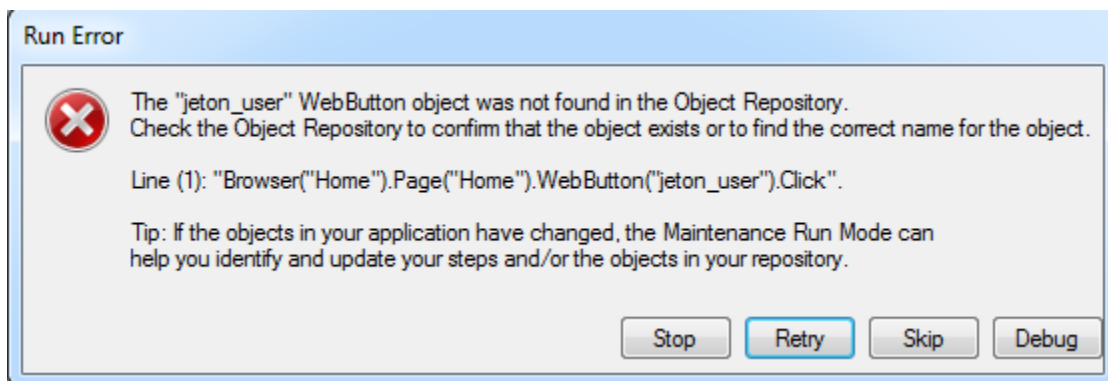 Run Error
The "jeton_user" WebButton object was not found in the Object Repository.
Check the Object Repository to confirm that the object exists or to find the correct name for the object.
Line (1): "Browser("Home").Page("Home").WebButton("jeton_user").Click".
Tip: If the objects in your application have changed, the Maintenance Run Mode can
help you identify and update your steps and/or the objects in your repository.
Stop Retry Skip Debug